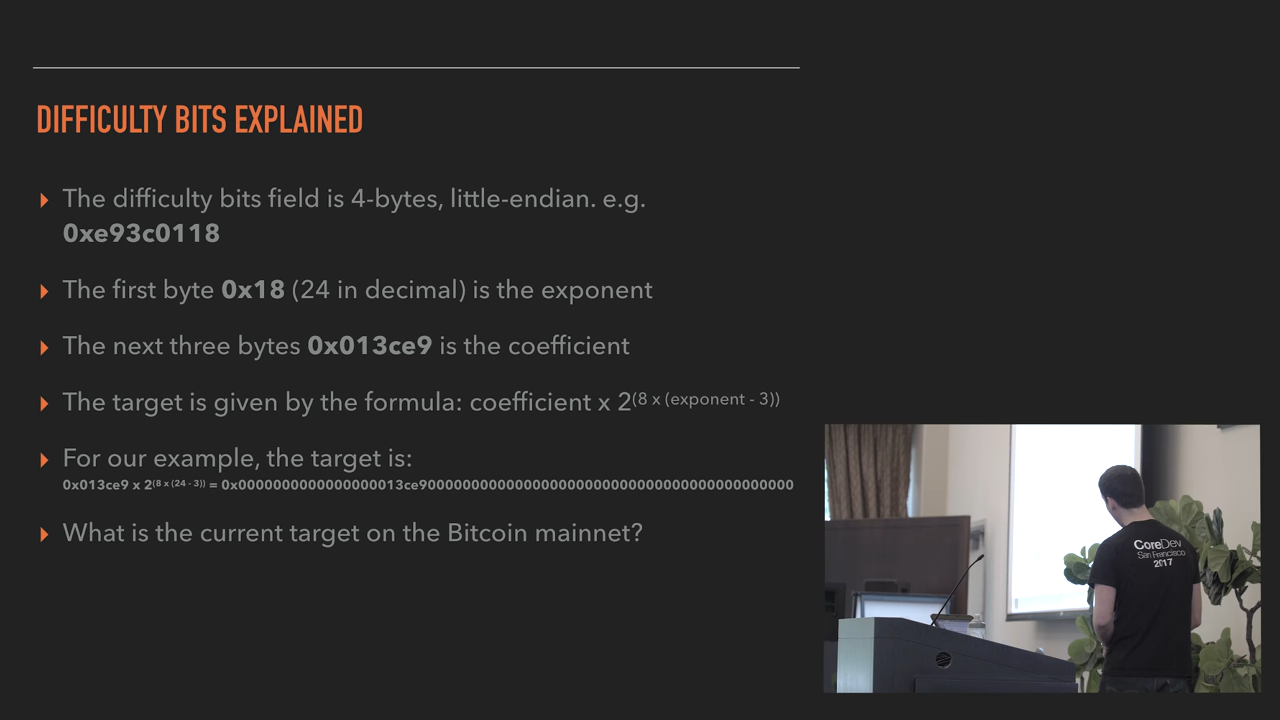 DIFFICULTY BITS EXPLAINED
The difficulty bits field is 4-bytes, little-endian. e.g.
0xe93c0118
The first byte 0x18 (24 in decimal) is the exponent
The next three bytes 0x013ce9 is the coefficient
The target is given by the formula: coefficient x 2^(8 x (exponent - 3))
For our example, the target is:
0x013ce9 x 2^(8 x (24 - 3)) = 0x0000000000000000013ce9000000000000000000000000000000000000000000
What is the current target on the Bitcoin mainnet?
CoreDev
San Francisco
2017